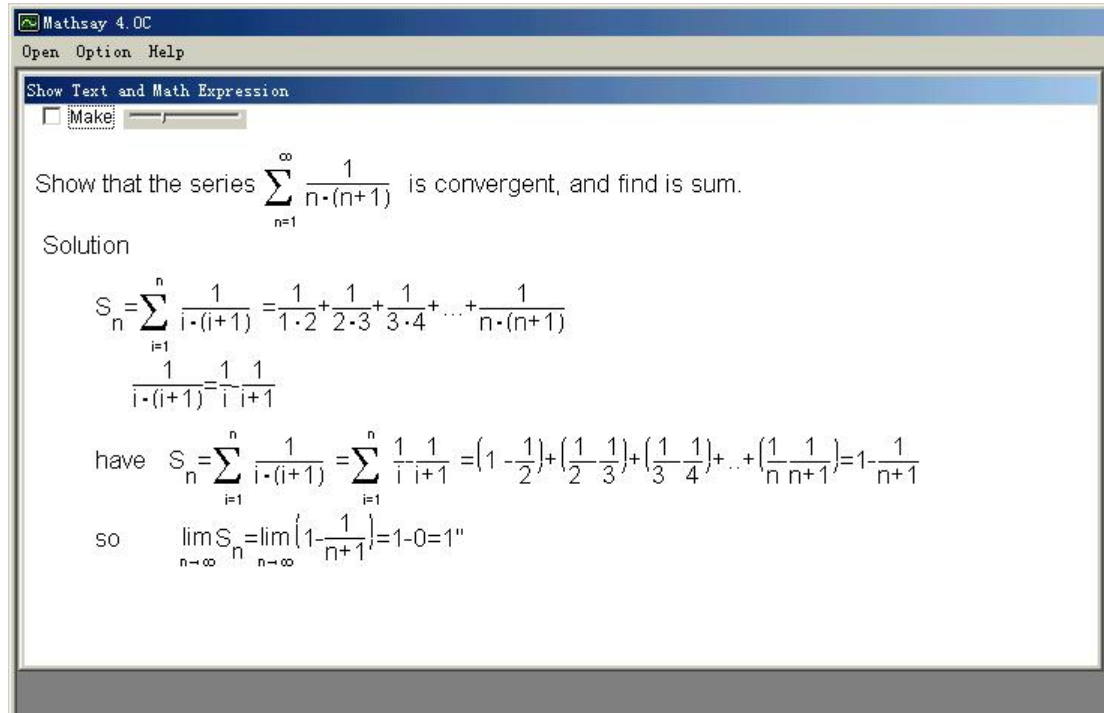 Mathsay 4.0C
Open Option Help
Show Text and Math Expression
Make
Show that the series ∑_{n=1}^{∞} 1/(n·(n+1)) is convergent, and find is sum.
Solution
S_n=∑_{i=1}^{n} 1/(i·(i+1)) =1/(1·2)+1/(2·3)+1/(3·4)+...+1/(n·(n+1))
1/(i·(i+1))=1/i-1/(i+1)
have S_n=∑_{i=1}^{n} 1/(i·(i+1)) =∑_{i=1}^{n} 1/i-1/(i+1) =(1-1/2)+(1/2-1/3)+(1/3-1/4)+..+(1/n-1/(n+1))=1-1/(n+1)
so lim_{n→∞} S_n=lim_{n→∞} (1-1/(n+1))=1-0=1"